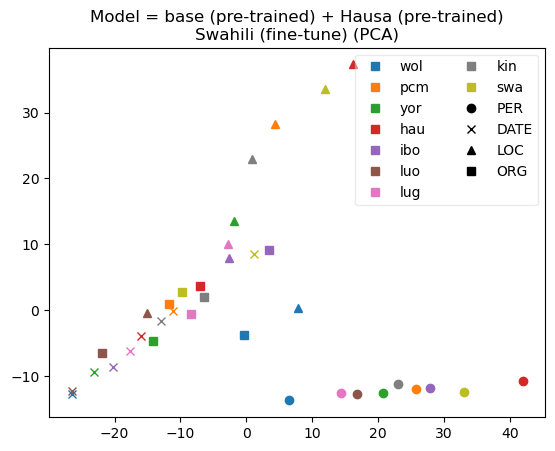 Model = base (pre-trained) + Hausa (pre-trained)
Swahili (fine-tune) (PCA)
wol kin
pcm swa
yor PER
hau DATE
ibo LOC
luo ORG
lug
30
20
10
0
−10
−20 −10 0 10 20 30 40